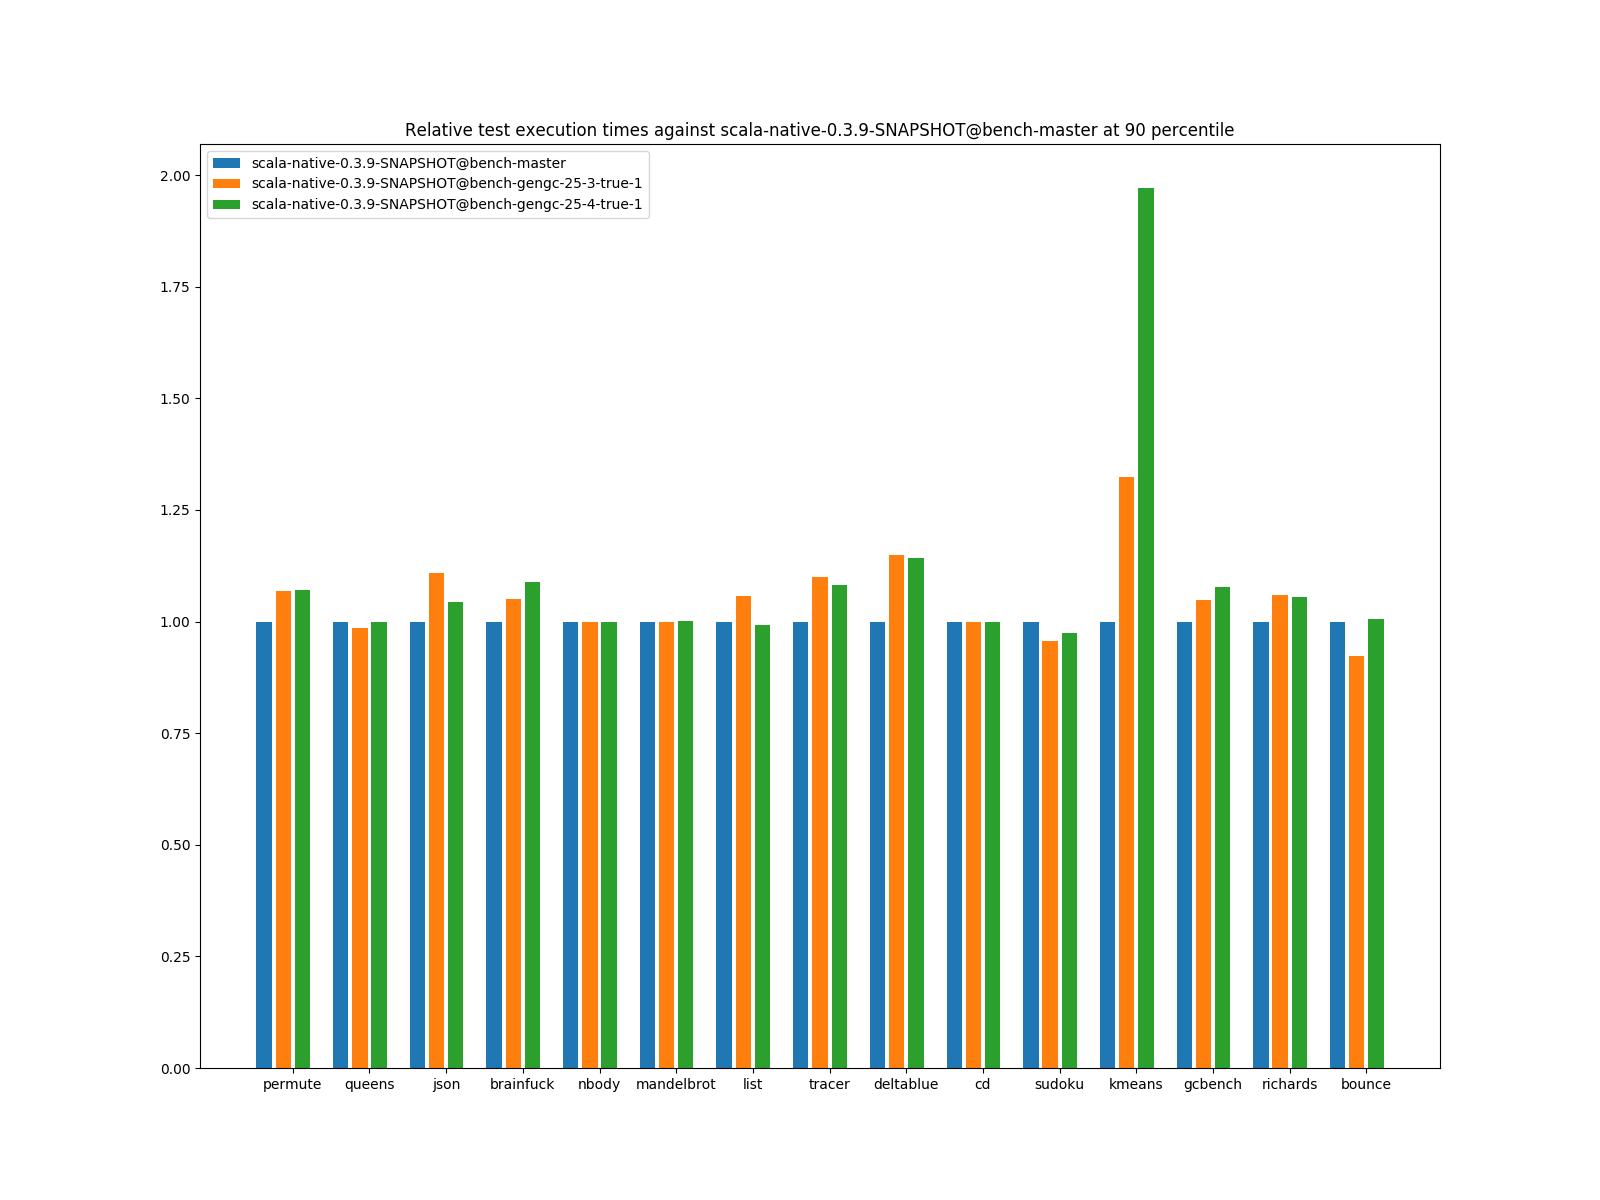 Relative test execution times against scala-native-0.3.9-SNAPSHOT@bench-master at 90 percentile
scala-native-0.3.9-SNAPSHOT@bench-master
scala-native-0.3.9-SNAPSHOT@bench-gengc-25-3-true-1
scala-native-0.3.9-SNAPSHOT@bench-gengc-25-4-true-1
2.00
1.75
1.50
1.25
1.00
0.75
0.50
0.25
0.00
permute queens json brainfuck nbody mandelbrot list tracer deltablue cd sudoku kmeans gcbench richards bounce